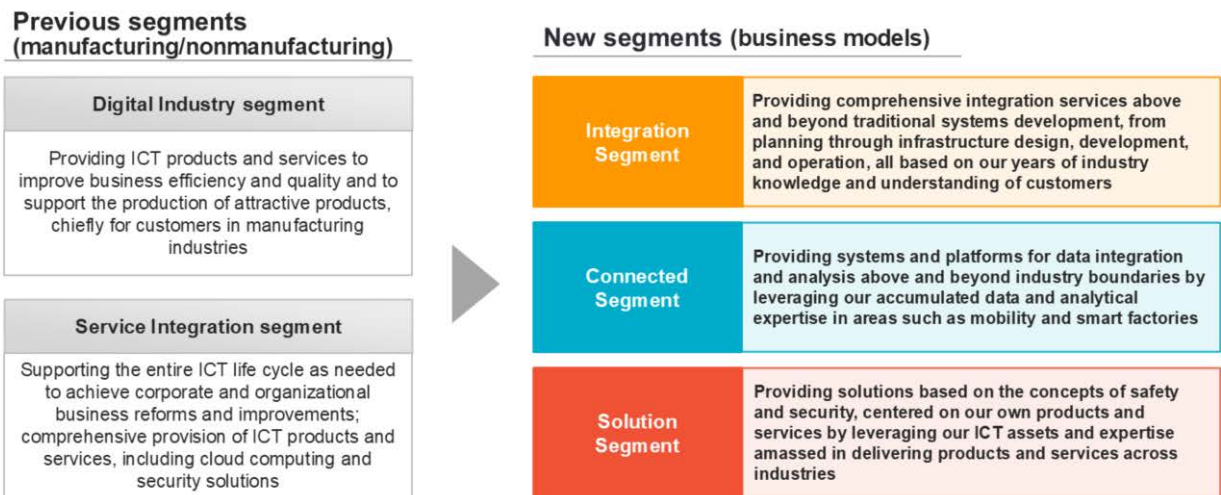 Previous segments
(manufacturing/nonmanufacturing)
Digital Industry segment
Providing ICT products and services to
improve business efficiency and quality and to
support the production of attractive products,
chiefly for customers in manufacturing
industries
Service Integration segment
Supporting the entire ICT life cycle as needed
to achieve corporate and organizational
business reforms and improvements;
comprehensive provision of ICT products and
services, including cloud computing and
security solutions
New segments (business models)
Integration
Segment
Providing comprehensive integration services above
and beyond traditional systems development, from
planning through infrastructure design, development,
and operation, all based on our years of industry
knowledge and understanding of customers
Connected
Segment
Providing systems and platforms for data integration
and analysis above and beyond industry boundaries by
leveraging our accumulated data and analytical
expertise in areas such as mobility and smart factories
Solution
Segment
Providing solutions based on the concepts of safety
and security, centered on our own products and
services by leveraging our ICT assets and expertise
amassed in delivering products and services across
industries